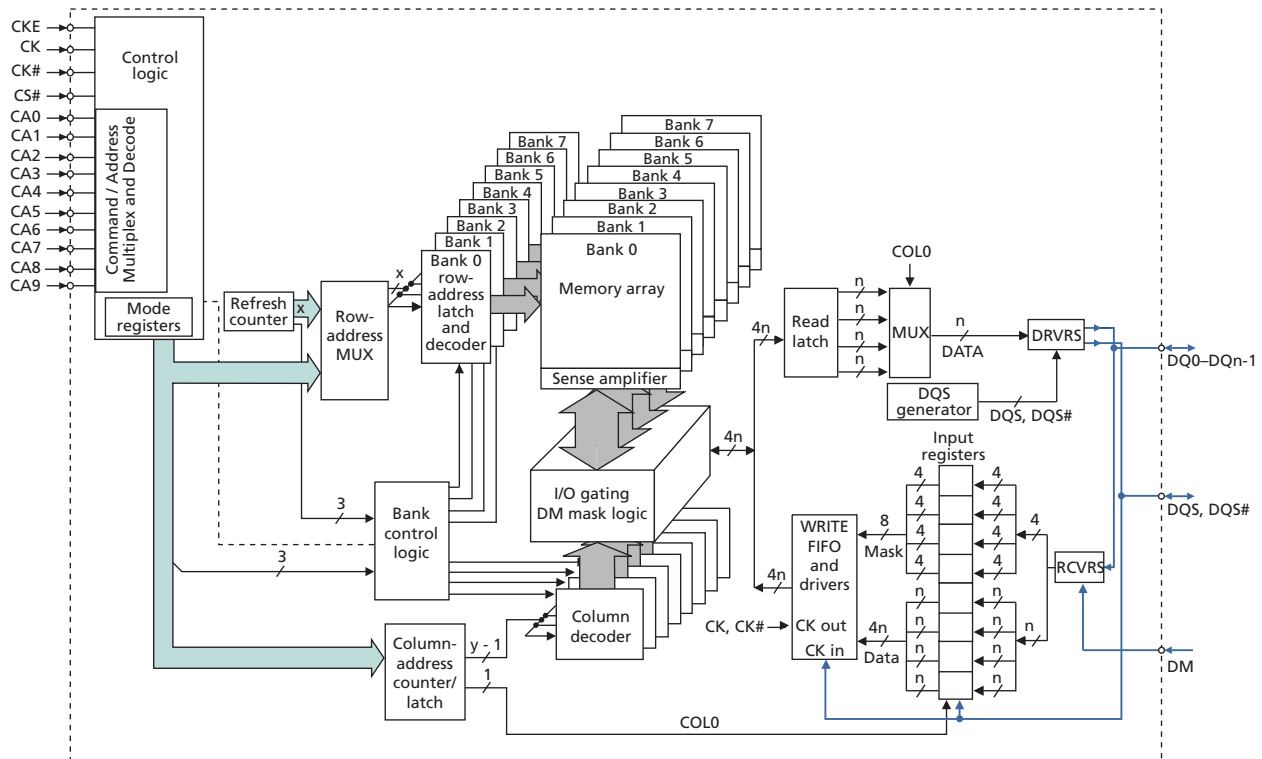 CKE
CK
CK#
CS#
CA0
CA1
CA2
CA3
CA4
CA5
CA6
CA7
CA8
CA9
Control
logic
Command / Address
Multiplex and Decode
Mode
registers
Refresh
counter
x
Row-
address
MUX
x
3
3
Bank 7
Bank 6
Bank 5
Bank 4
Bank 3
Bank 2
Bank 1
Bank 0
row-
address
latch
and
decoder
Bank 7
Bank 6
Bank 5
Bank 4
Bank 3
Bank 2
Bank 1
Bank 0
Memory array
Sense amplifier
Bank
control
logic
I/O gating
DM mask logic
Column
decoder
Column-
address
counter/
latch
y - 1
1
COL0
4n
4n
4n
Read
latch
n
n
n
n
COL0
MUX
n
DATA
DRVRS
DQS
generator
DQS, DQS#
DQ0–DQn-1
DQS, DQS#
DM
Input
registers
4
4
4
4
n
n
n
n
4
4
4
4
n
n
n
n
4
n
RCVRS
WRITE
FIFO
and
drivers
CK out
CK in
CK, CK#
8
Mask
4n
Data